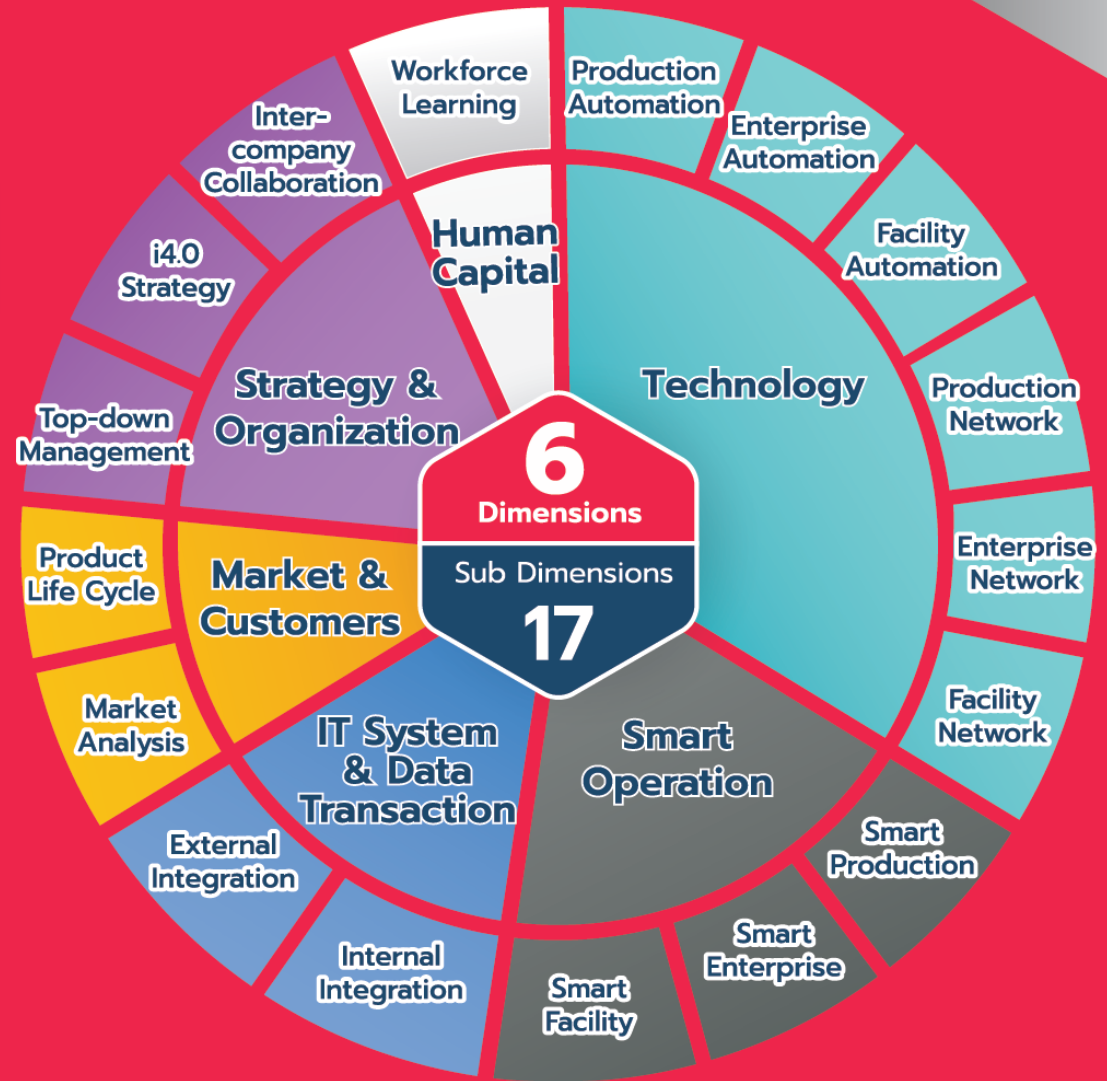 Workforce
Learning
Production
Automation
Enterprise
Automation
Facility
Automation
Production
Network
Enterprise
Network
Facility
Network
Smart
Production
Smart
Enterprise
Smart
Facility
Internal
Integration
External
Integration
Market
Analysis
Product
Life Cycle
Top-down
Management
i4.0
Strategy
Inter-
company
Collaboration
Human
Capital
Technology
Smart
Operation
IT System
& Data
Transaction
Market &
Customers
Strategy &
Organization
6
Dimensions
Sub Dimensions
17